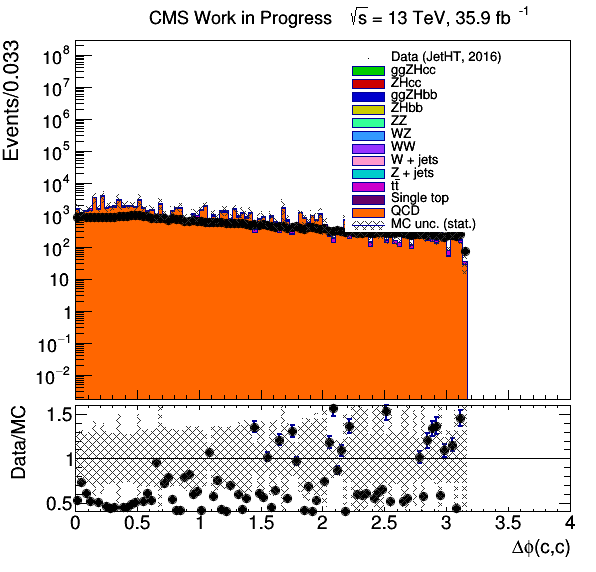 CMS Work in Progress √s = 13 TeV, 35.9 fb⁻¹
Events/0.033
10⁸
10⁷
10⁶
10⁵
10⁴
10³
10²
10
1
10⁻¹
10⁻²
Data (JetHT, 2016)
ggZHcc
ZHcc
ggZHbb
ZHbb
ZZ
WZ
WW
W + jets
Z + jets
tt̅
Single top
QCD
MC unc. (stat.)
Data/MC
1.5
1
0.5
0 0.5 1 1.5 2 2.5 3 3.5 4
Δϕ(c,c)